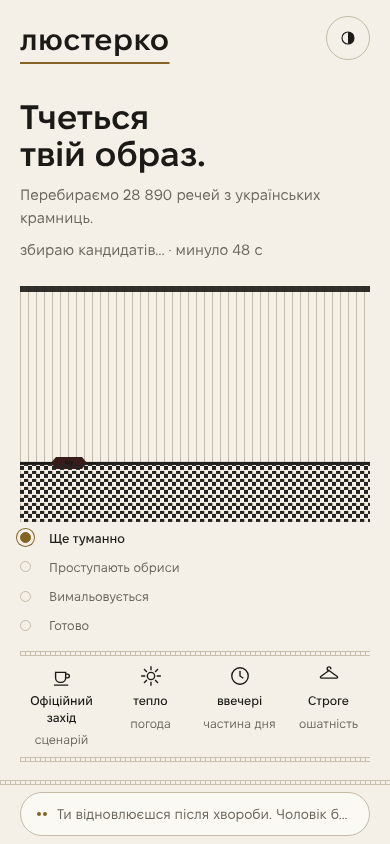 люстерко
Тчеться
твій образ.
Перебираємо 28 890 речей з українських
крамниць.
збираю кандидатів… · минуло 48 с
Ще туманно
Проступають обриси
Вимальовується
Готово
Офіційний
захід
сценарій
тепло
погода
ввечері
частина дня
Строге
ошатність
Ти відновлюєшся після хвороби. Чоловік б…